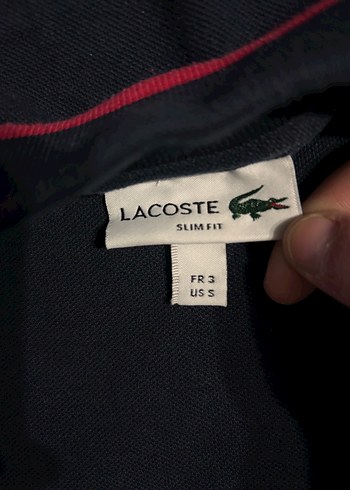 LACOSTE
SLIM FIT
FR 3
US S